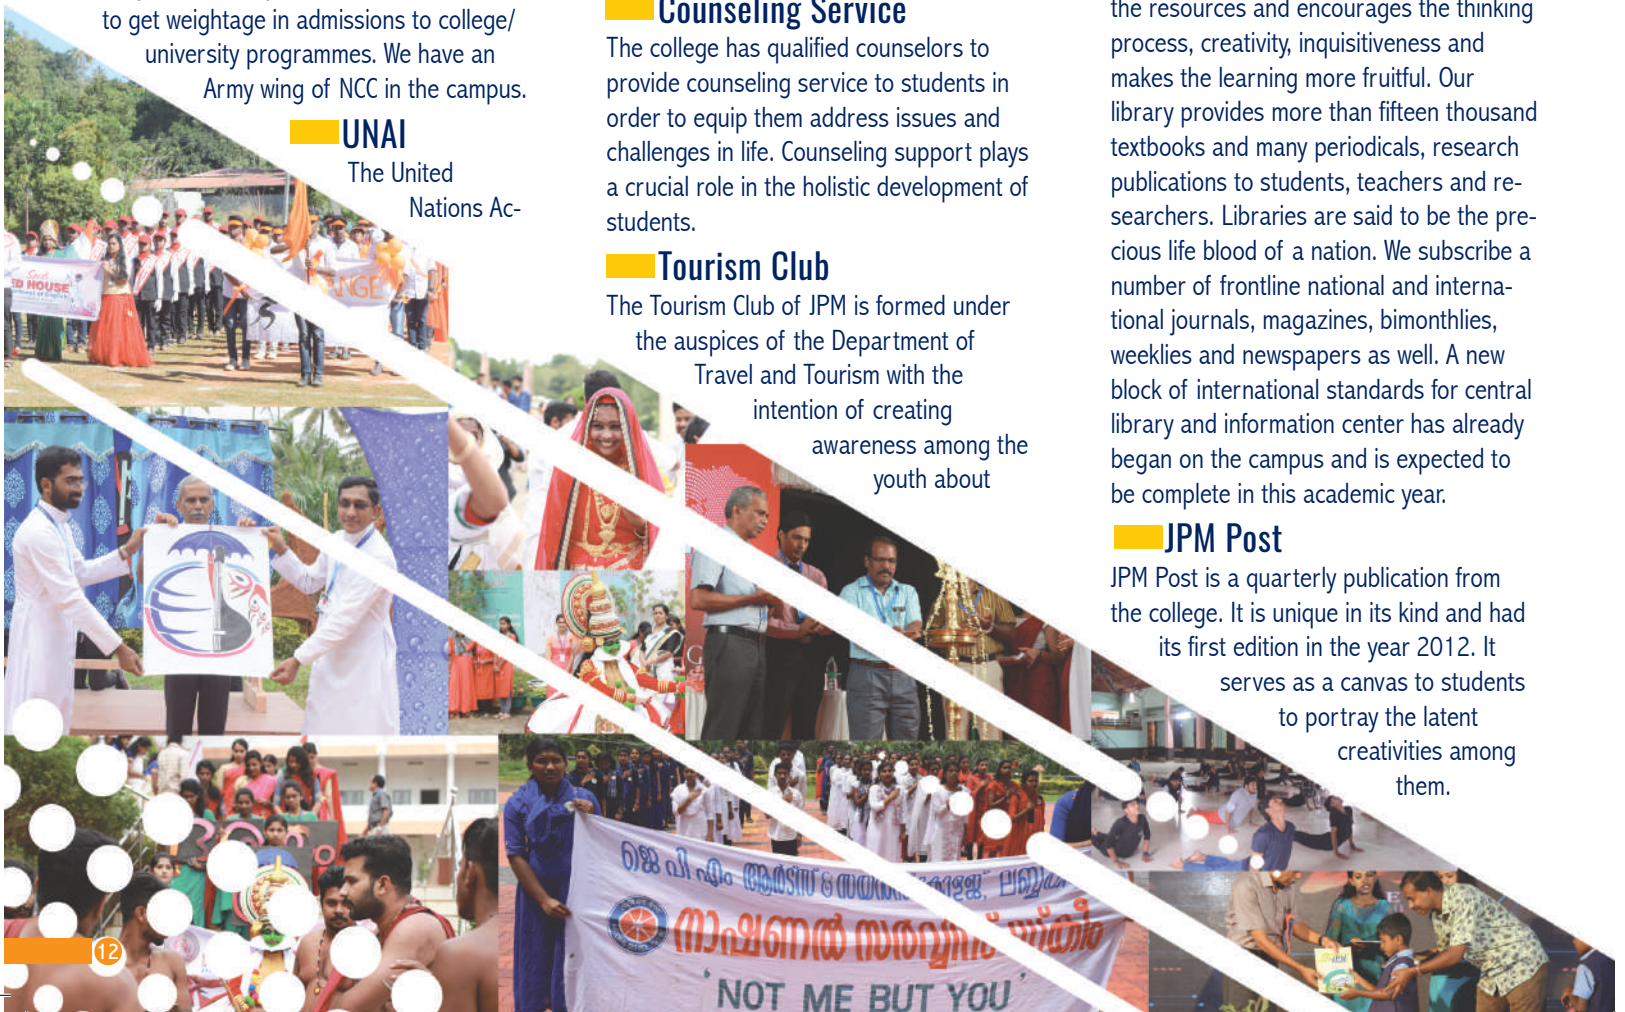 to get weightage in admissions to college/
university programmes. We have an
Army wing of NCC in the campus.
UNAI
The United
Nations Ac-
Counseling Service
The college has qualified counselors to
provide counseling service to students in
order to equip them address issues and
challenges in life. Counseling support plays
a crucial role in the holistic development of
students.
Tourism Club
The Tourism Club of JPM is formed under
the auspices of the Department of
Travel and Tourism with the
intention of creating
awareness among the
youth about
the resources and encourages the thinking
process, creativity, inquisitiveness and
makes the learning more fruitful. Our
library provides more than fifteen thousand
textbooks and many periodicals, research
publications to students, teachers and re-
searchers. Libraries are said to be the pre-
cious life blood of a nation. We subscribe a
number of frontline national and interna-
tional journals, magazines, bimonthlies,
weeklies and newspapers as well. A new
block of international standards for central
library and information center has already
began on the campus and is expected to
be complete in this academic year.
JPM Post
JPM Post is a quarterly publication from
the college. It is unique in its kind and had
its first edition in the year 2012. It
serves as a canvas to students
to portray the latent
creativities among
them.
HOUSE
ജെ പി എം ആർട്സ് &
നാഷണൽ സർവ്വീസ് സ്കീം
'NOT ME BUT YOU'
JPM
12